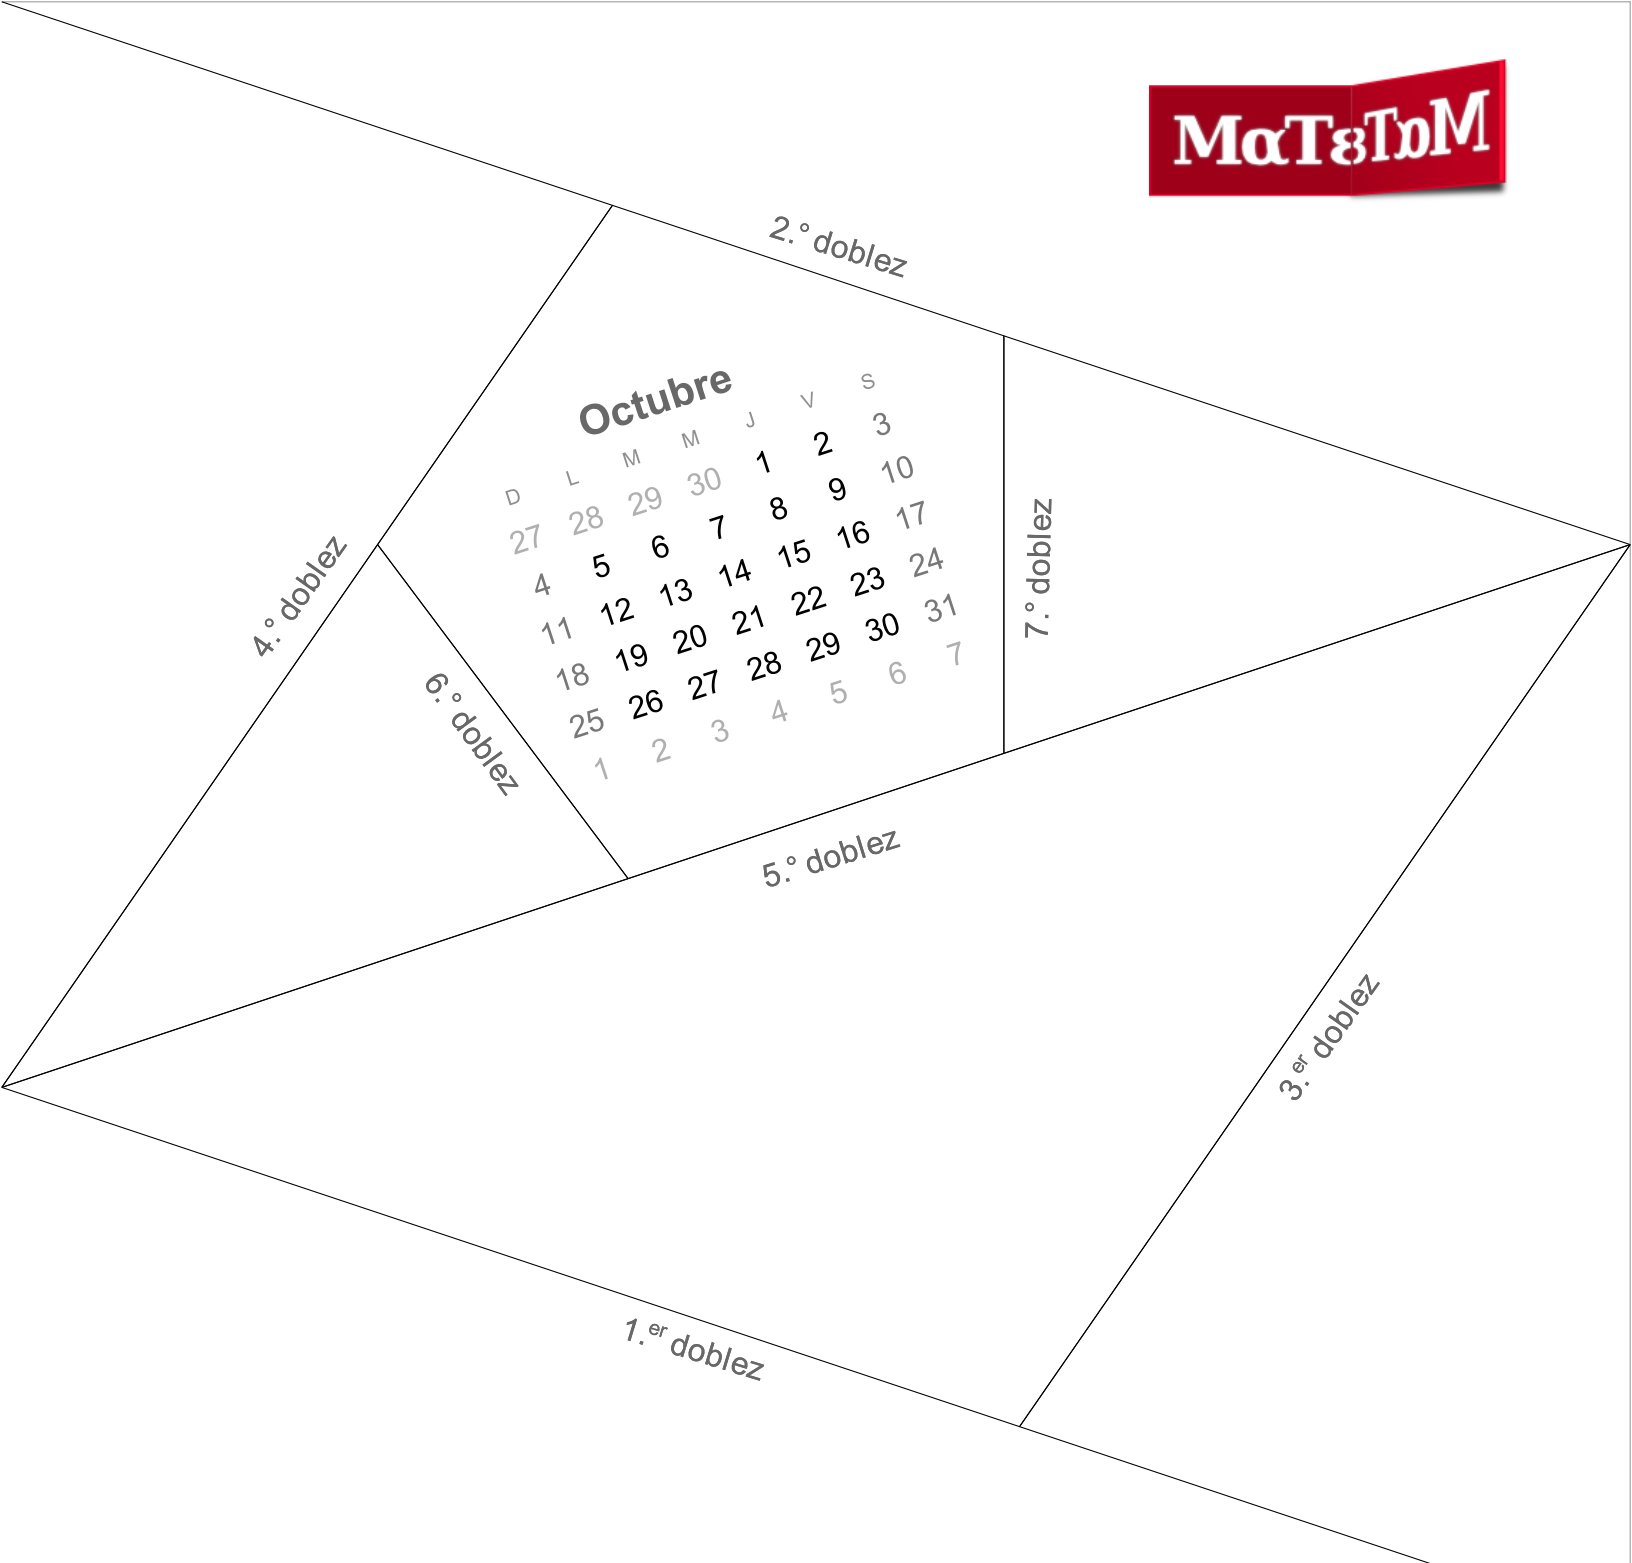 MαTεTαM
2.° doblez
Octubre
D L M M J V S
27 28 29 30 1 2 3
4 5 6 7 8 9 10
11 12 13 14 15 16 17
18 19 20 21 22 23 24
25 26 27 28 29 30 31
1 2 3 4 5 6 7
7.° doblez
4.° doblez
6.° doblez
5.° doblez
3.er doblez
1.er doblez